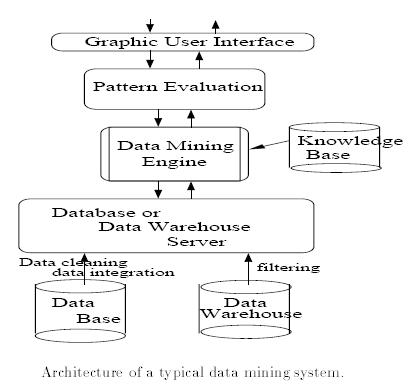 Graphic User Interface
Pattern Evaluation
Data Mining
Engine
Knowledge
Base
Database or
Data Warehouse
Server
Data cleaning
data integration
filtering
Data
Base
Data
Warehouse
Architecture of a typical data mining system.